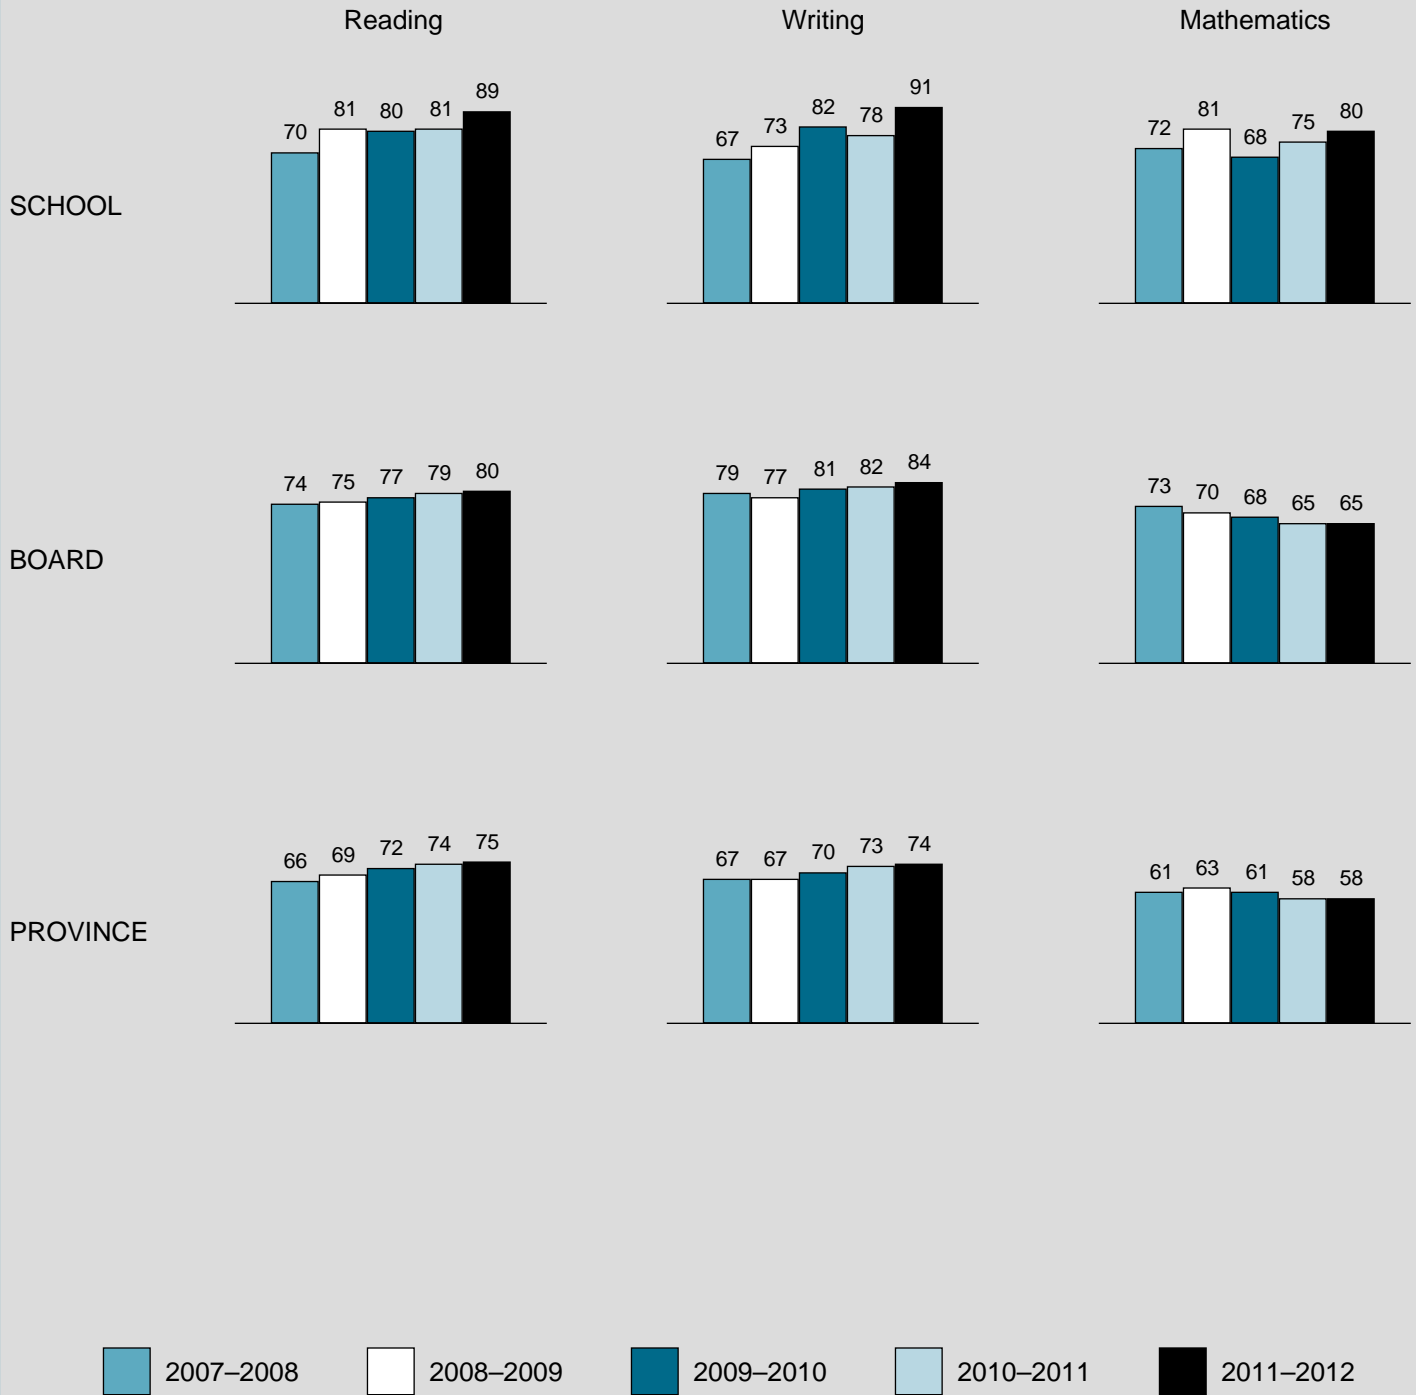 Reading Writing Mathematics
SCHOOL
70 81 80 81 89
67 73 82 78 91
72 81 68 75 80
BOARD
74 75 77 79 80
79 77 81 82 84
73 70 68 65 65
PROVINCE
66 69 72 74 75
67 67 70 73 74
61 63 61 58 58
2007–2008 2008–2009 2009–2010 2010–2011 2011–2012